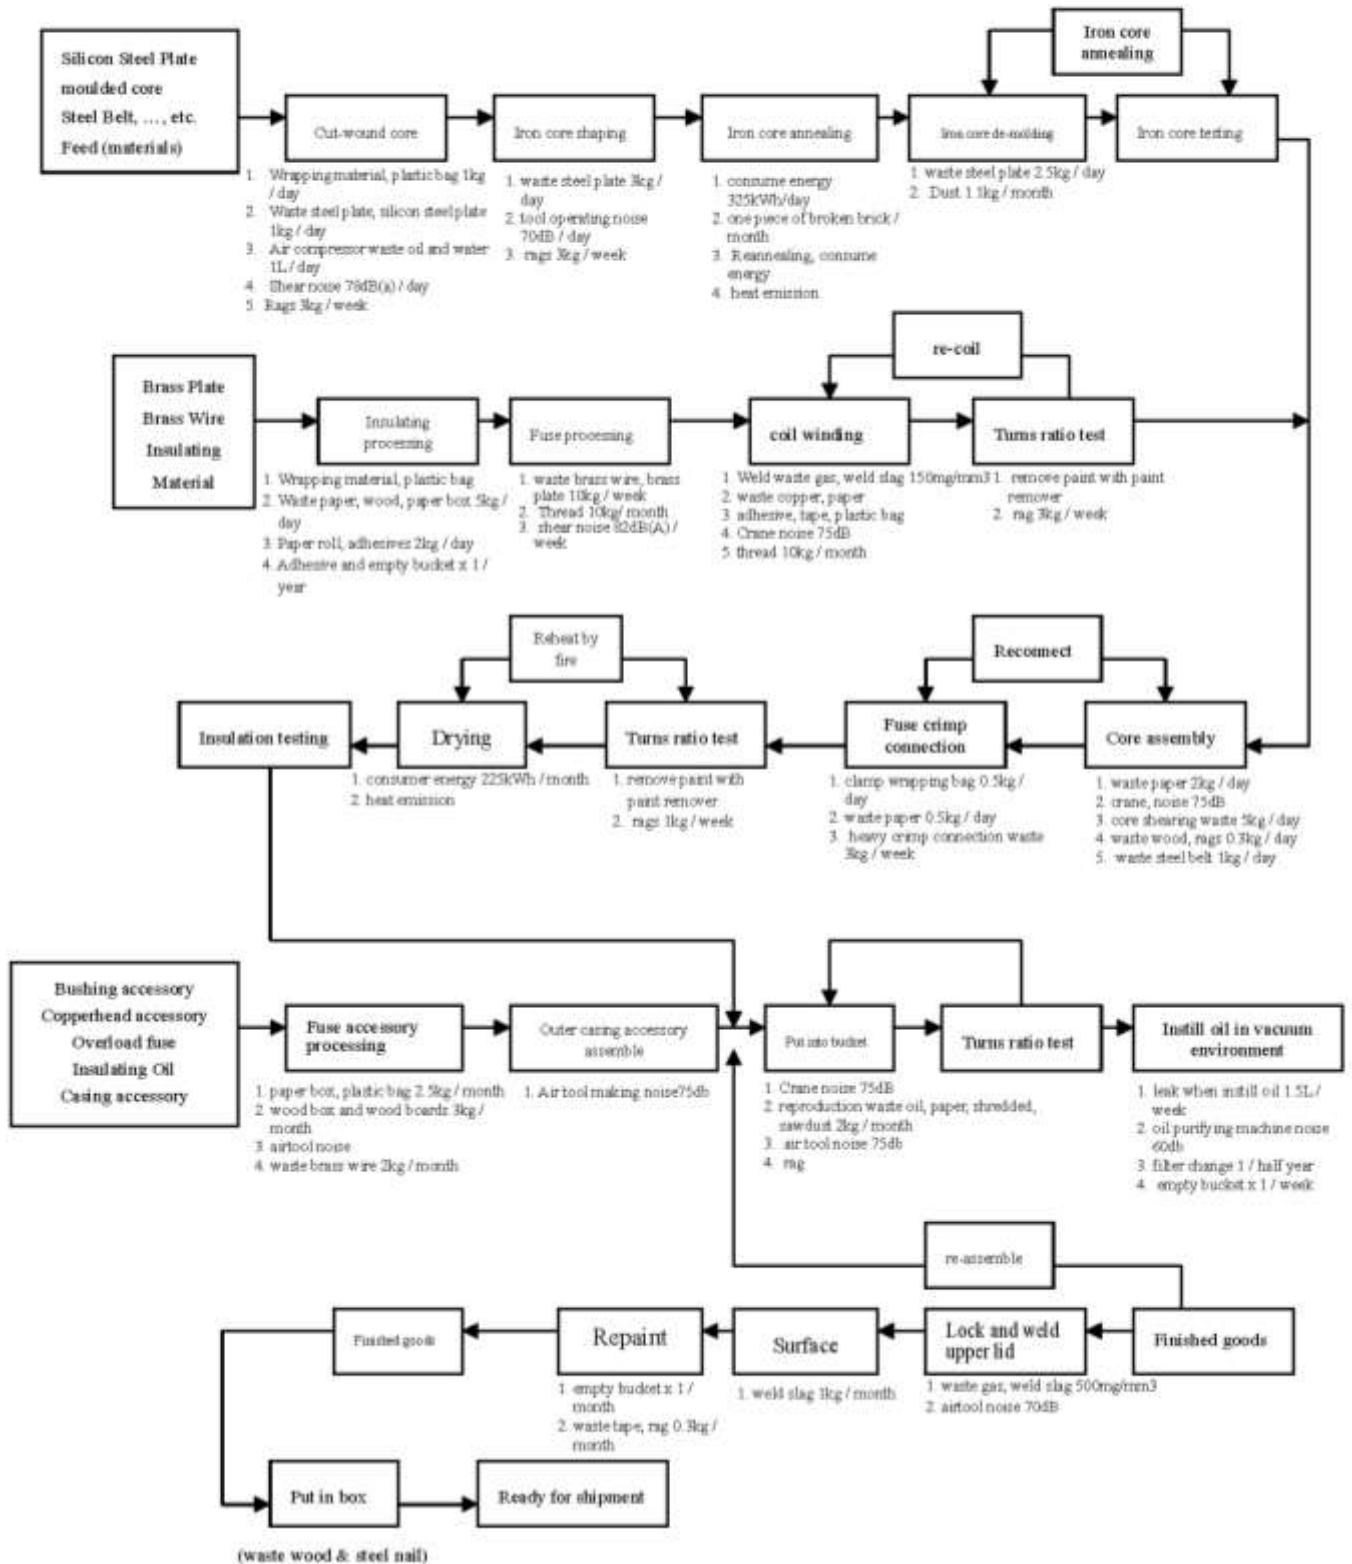 Iron core
annealing
Silicon Steel Plate
moulded core
Steel Belt, ..., etc.
Feed (materials)
Cut-wound core
Iron core shaping
Iron core annealing
Iron core de-molding
Iron core testing
1. Wrapping material, plastic bag 1kg
/ day
2. Waste steel plate, silicon steel plate
1kg / day
3. Air compressor waste oil and water
1L / day
4. Shear noise 78dB(a) / day
5. Rags 3kg / week
1. waste steel plate 3kg /
day
2. tool operating noise
70dB / day
3. rags 3kg / week
1. consume energy
325kWh/day
2. one piece of broken brick /
month
3. Reannealing, consume
energy
4. heat emission
1. waste steel plate 2.5kg / day
2. Dust 1.1kg / month
re-coil
Brass Plate
Brass Wire
Insulating
Material
Insulating
processing
Fuse processing
coil winding
Turns ratio test
1. Wrapping material, plastic bag
2. Waste paper, wood, paper box 5kg /
day
3. Paper roll, adhesives 2kg / day
4. Adhesive and empty bucket x 1 /
year
1. waste brass wire, brass
plate 10kg / week
2. Thread 10kg/ month
3. shear noise 82dB(A) /
week
1. Weld waste gas, weld slag 150mg/mm3
2. waste copper, paper
3. adhesive, tape, plastic bag
4. Crane noise 75dB
5. thread 10kg / month
1. remove paint with paint
remover
2. rag 3kg / week
Reheat by
fire
Reconnect
Insulation testing
Drying
Turns ratio test
Fuse crimp
connection
Core assembly
1. consumer energy 225kWh / month
2. heat emission
1. remove paint with
paint remover
2. rags 1kg / week
1. clamp wrapping bag 0.5kg /
day
2. waste paper 0.5kg / day
3. heavy crimp connection waste
3kg / week
1. waste paper 2kg / day
2. crane, noise 75dB
3. core shearing waste 5kg / day
4. waste wood, rags 0.3kg / day
5. waste steel belt 1kg / day
Bushing accessory
Copperhead accessory
Overload fuse
Insulating Oil
Casing accessory
Fuse accessory
processing
Outer casing accessory
assemble
Put into bucket
Turns ratio test
Instill oil in vacuum
environment
1. paper box, plastic bag 2.5kg / month
2. wood box and wood boards 3kg /
month
3. airtool noise
4. waste brass wire 2kg / month
1. Air tool making noise75db
1. Crane noise 75dB
2. reproduction waste oil, paper, shredded,
sawdust 2kg / month
3. air tool noise 75db
4. rag
1. leak when instill oil 1.5L /
week
2. oil purifying machine noise
60db
3. filter change 1 / half year
4. empty bucket x 1 / week
re-assemble
Finished goods
Repaint
Surface
Lock and weld
upper lid
Finished goods
1. empty bucket x 1 /
month
2. waste tape, rag 0.3kg /
month
1. weld slag 1kg / month
1. waste gas, weld slag 500mg/mm3
2. airtool noise 70dB
Put in box
Ready for shipment
(waste wood & steel nail)